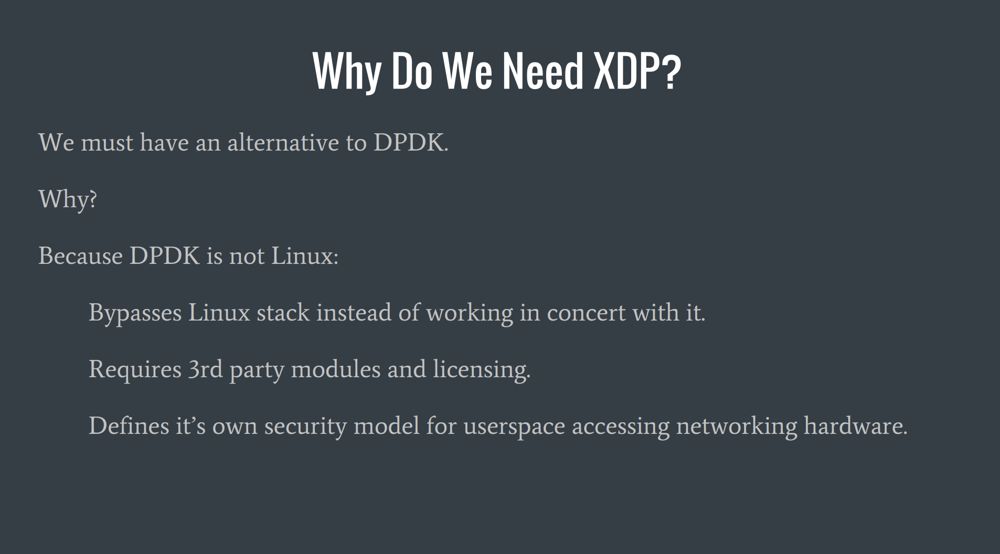 Why Do We Need XDP?
We must have an alternative to DPDK.
Why?
Because DPDK is not Linux:
Bypasses Linux stack instead of working in concert with it.
Requires 3rd party modules and licensing.
Defines it’s own security model for userspace accessing networking hardware.